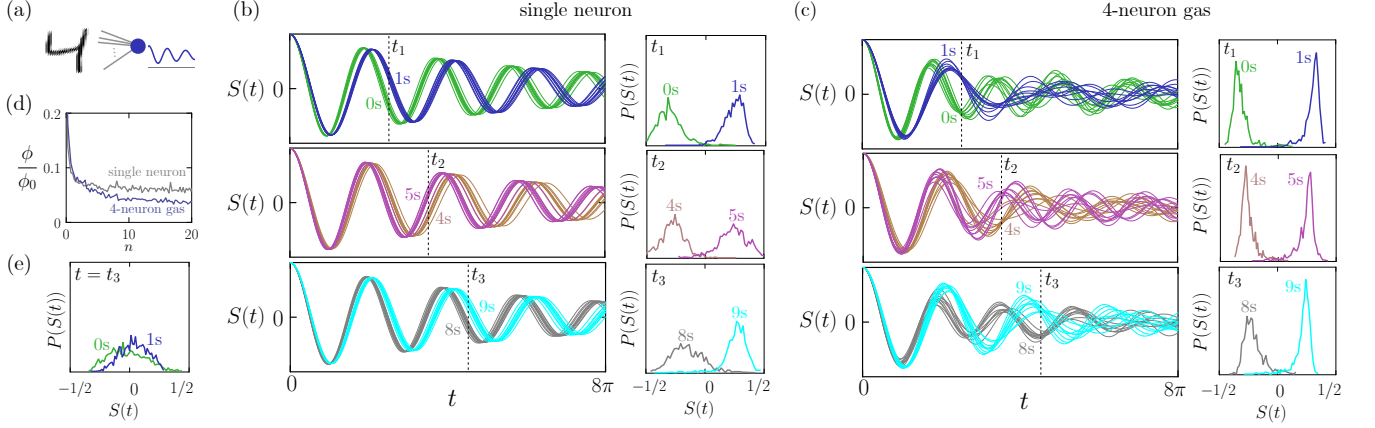 (a)
(b)
single neuron
(c)
4-neuron gas
4
S(t) 0
t₁
1s
0s
P(S(t))
t₁
0s
1s
S(t) 0
t₁
1s
0s
P(S(t))
t₁
0s
1s
(d)
ϕ/ϕ₀
0.2
0.1
0
single neuron
4-neuron gas
0
10
20
n
S(t) 0
t₂
5s
4s
P(S(t))
t₂
4s
5s
S(t) 0
t₂
5s
4s
P(S(t))
t₂
4s
5s
(e)
P(S(t))
t = t₃
0s
1s
−1/2
0
1/2
S(t)
S(t) 0
t₃
9s
8s
0
t
8π
P(S(t))
t₃
8s
9s
−1/2
0
1/2
S(t)
S(t) 0
t₃
9s
8s
0
t
8π
P(S(t))
t₃
8s
9s
−1/2
0
1/2
S(t)